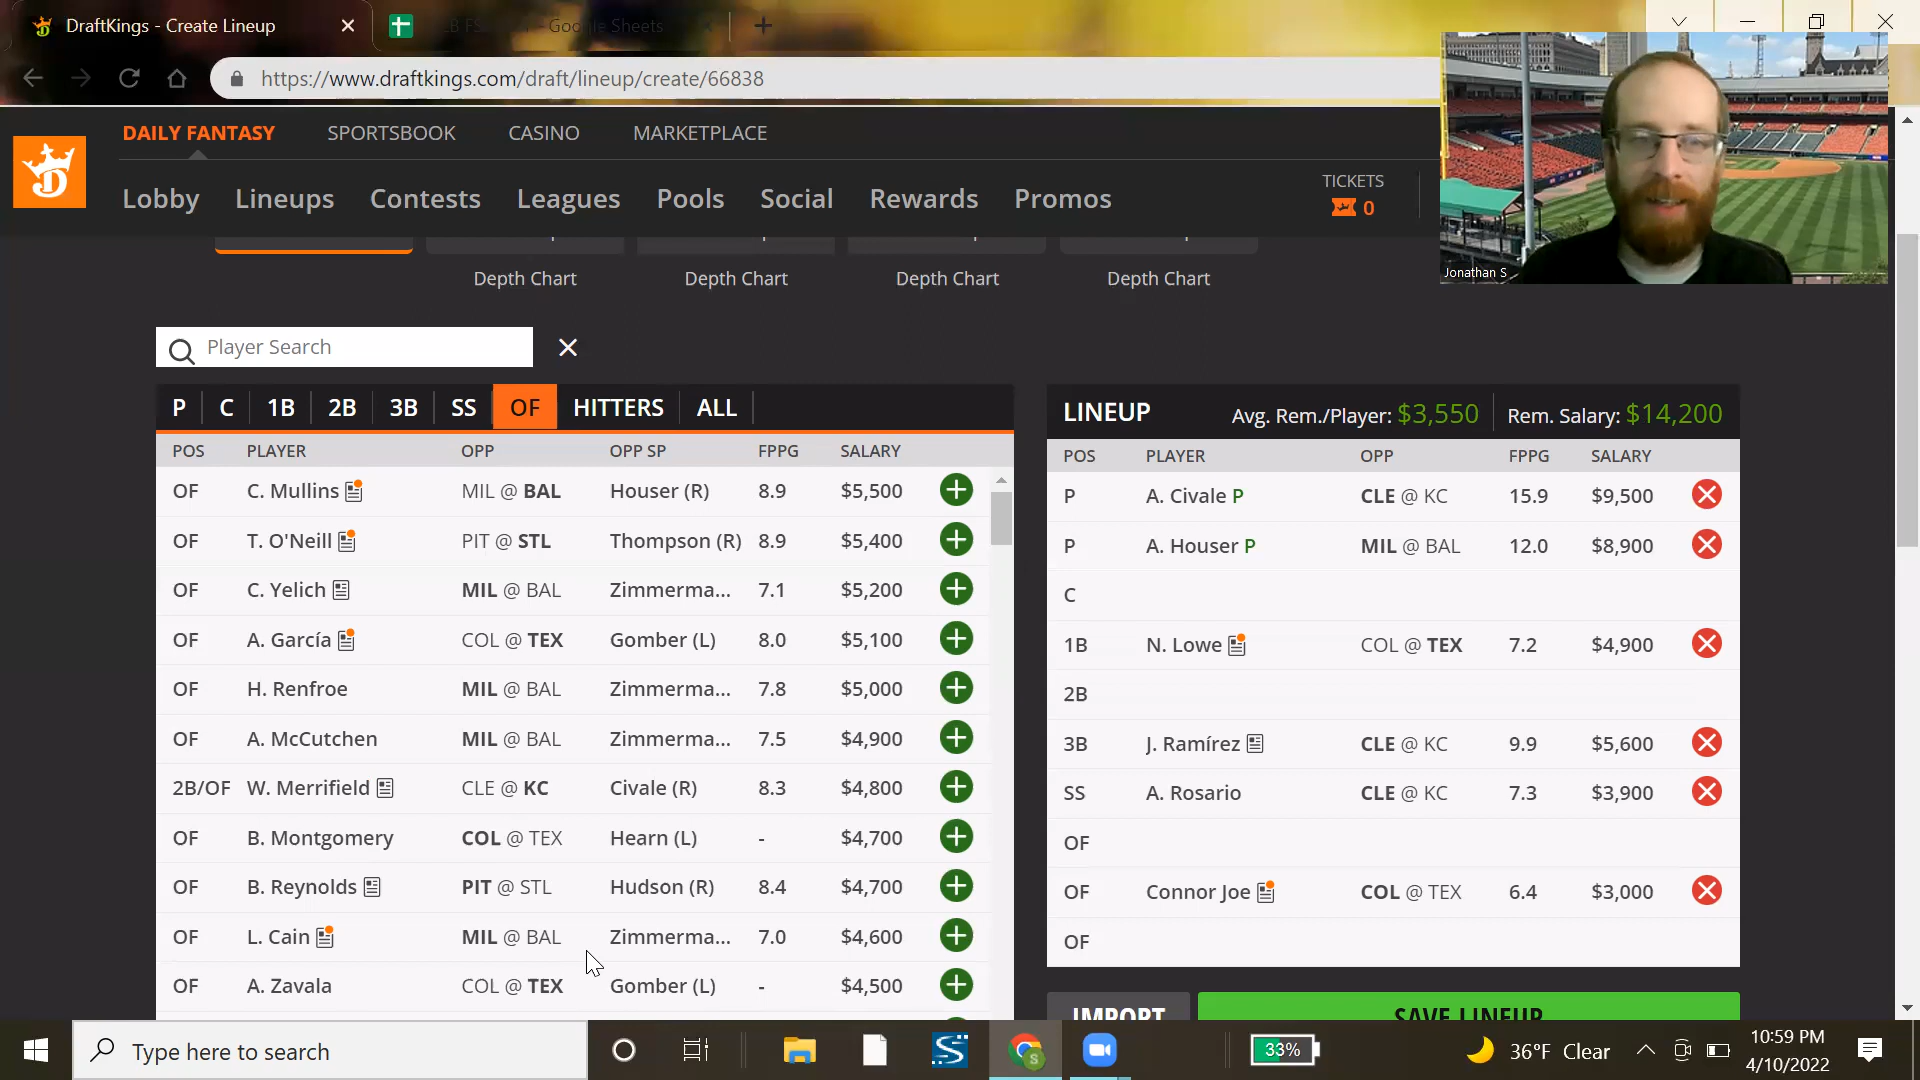 DraftKings - Create Lineup
https://www.draftkings.com/draft/lineup/create/66838
DAILY FANTASY SPORTSBOOK CASINO MARKETPLACE
Lobby Lineups Contests Leagues Pools Social Rewards Promos
TICKETS
0
Jonathan S
Depth Chart Depth Chart Depth Chart Depth Chart
Player Search
P C 1B 2B 3B SS OF HITTERS ALL
POS PLAYER OPP OPP SP FPPG SALARY
OF C. Mullins MIL @ BAL Houser (R) 8.9 $5,500
OF T. O'Neill PIT @ STL Thompson (R) 8.9 $5,400
OF C. Yelich MIL @ BAL Zimmerma... 7.1 $5,200
OF A. García COL @ TEX Gomber (L) 8.0 $5,100
OF H. Renfroe MIL @ BAL Zimmerma... 7.8 $5,000
OF A. McCutchen MIL @ BAL Zimmerma... 7.5 $4,900
2B/OF W. Merrifield CLE @ KC Civale (R) 8.3 $4,800
OF B. Montgomery COL @ TEX Hearn (L) - $4,700
OF B. Reynolds PIT @ STL Hudson (R) 8.4 $4,700
OF L. Cain MIL @ BAL Zimmerma... 7.0 $4,600
OF A. Zavala COL @ TEX Gomber (L) - $4,500
LINEUP Avg. Rem./Player: $3,550 Rem. Salary: $14,200
POS PLAYER OPP FPPG SALARY
P A. Civale P CLE @ KC 15.9 $9,500
P A. Houser P MIL @ BAL 12.0 $8,900
C
1B N. Lowe COL @ TEX 7.2 $4,900
2B
3B J. Ramírez CLE @ KC 9.9 $5,600
SS A. Rosario CLE @ KC 7.3 $3,900
OF
OF Connor Joe COL @ TEX 6.4 $3,000
OF
IMPORT SAVE LINEUP
Type here to search
33%
36°F Clear
10:59 PM
4/10/2022